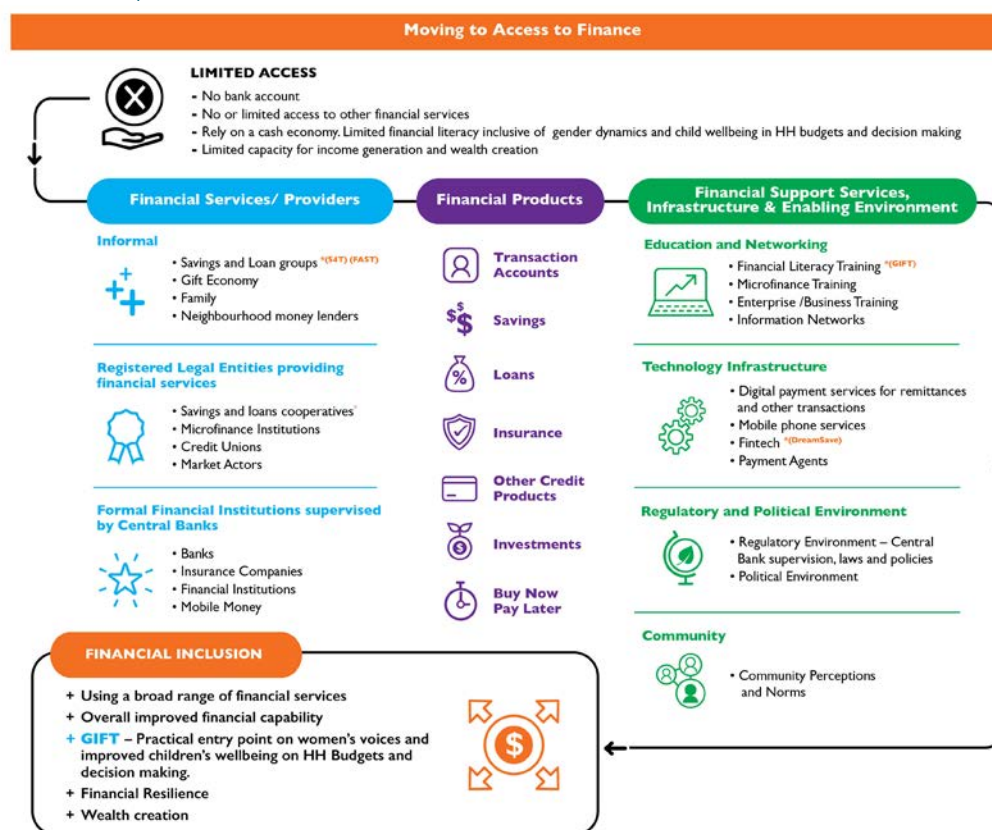 Moving to Access to Finance
LIMITED ACCESS
- No bank account
- No or limited access to other financial services
- Rely on a cash economy. Limited financial literacy inclusive of gender dynamics and child wellbeing in HH budgets and decision making
- Limited capacity for income generation and wealth creation
Financial Services/ Providers
Informal
• Savings and Loan groups *(S4T) (FAST)
• Gift Economy
• Family
• Neighbourhood money lenders
Registered Legal Entities providing
financial services
• Savings and loans cooperatives
• Microfinance Institutions
• Credit Unions
• Market Actors
Formal Financial Institutions supervised
by Central Banks
• Banks
• Insurance Companies
• Financial Institutions
• Mobile Money
Financial Products
Transaction
Accounts
Savings
Loans
Insurance
Other Credit
Products
Investments
Buy Now
Pay Later
Financial Support Services,
Infrastructure & Enabling Environment
Education and Networking
• Financial Literacy Training *(GIFT)
• Microfinance Training
• Enterprise /Business Training
• Information Networks
Technology Infrastructure
• Digital payment services for remittances
and other transactions
• Mobile phone services
• Fintech *(DreamSave)
• Payment Agents
Regulatory and Political Environment
• Regulatory Environment – Central
Bank supervision, laws and policies
• Political Environment
Community
• Community Perceptions
and Norms
FINANCIAL INCLUSION
+ Using a broad range of financial services
+ Overall improved financial capability
+ GIFT – Practical entry point on women's voices and
improved children's wellbeing on HH Budgets and
decision making.
+ Financial Resilience
+ Wealth creation